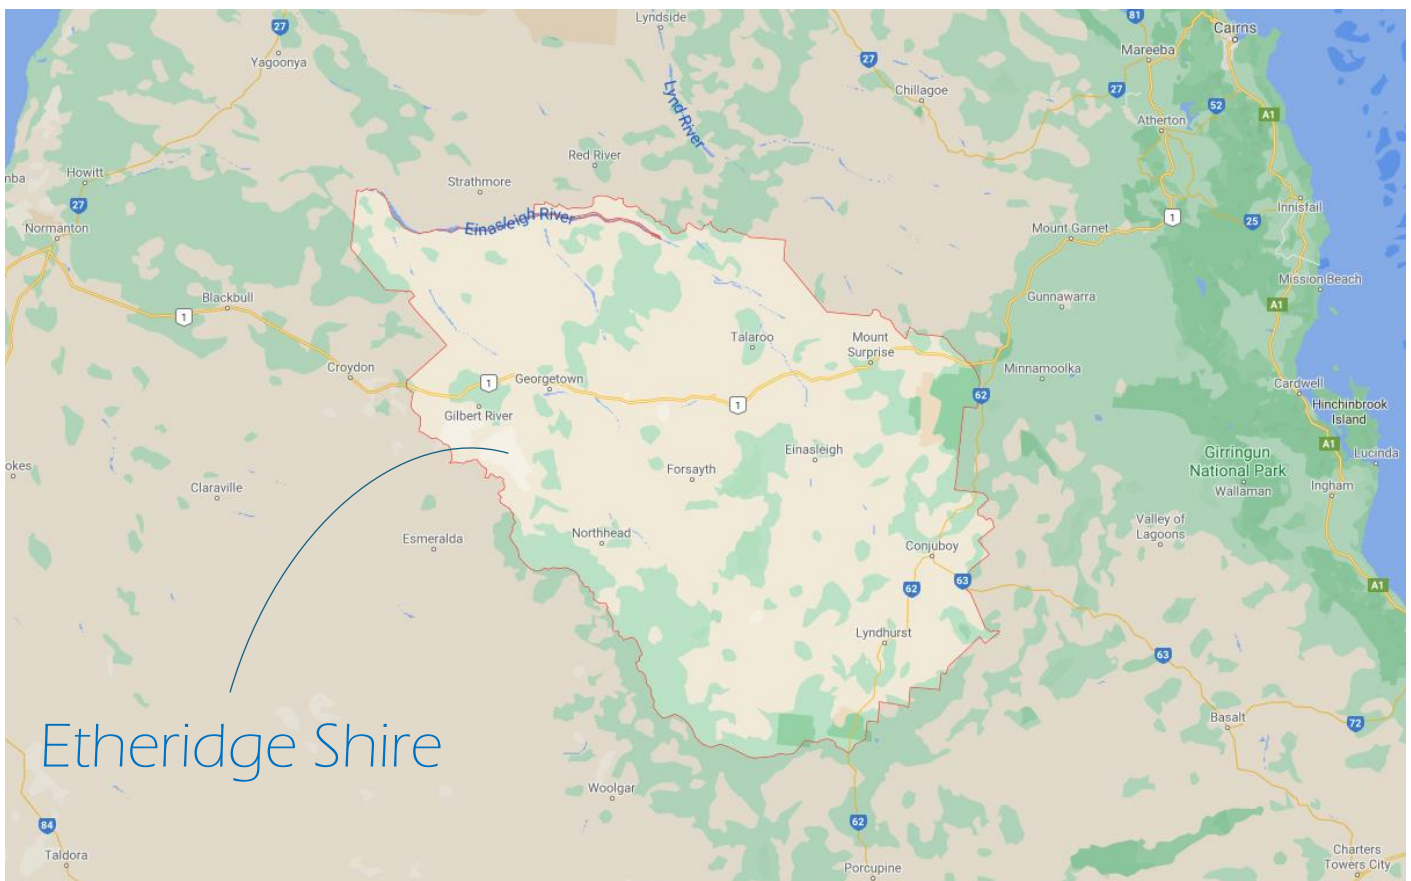 Lyndside
27
Yagoonya
81
Cairns
Mareeba
27
Chillagoe
27
52
A1
Lynd River
Atherton
Red River
Howitt
nba
Strathmore
27
Normanton
Einasleigh River
Innisfail
1
25
Mount Garnet
Mission Beach
Blackbull
1
Gunnawarra
A1
Talaroo
Mount
Surprise
Croydon
Georgetown
1
Minnamoolka
Cardwell
62
1
Gilbert River
Hinchinbrook
Island
A1
Einasleigh
Girringun
National Park
Lucinda
okes
Forsayth
Claraville
Wallaman
Ingham
Valley of
Lagoons
Northhead
Esmeralda
Conjuboy
63
62
A1
Lyndhurst
63
Etheridge Shire
Basalt
72
Woolgar
84
62
Taldora
Porcupine
Charters
Towers City